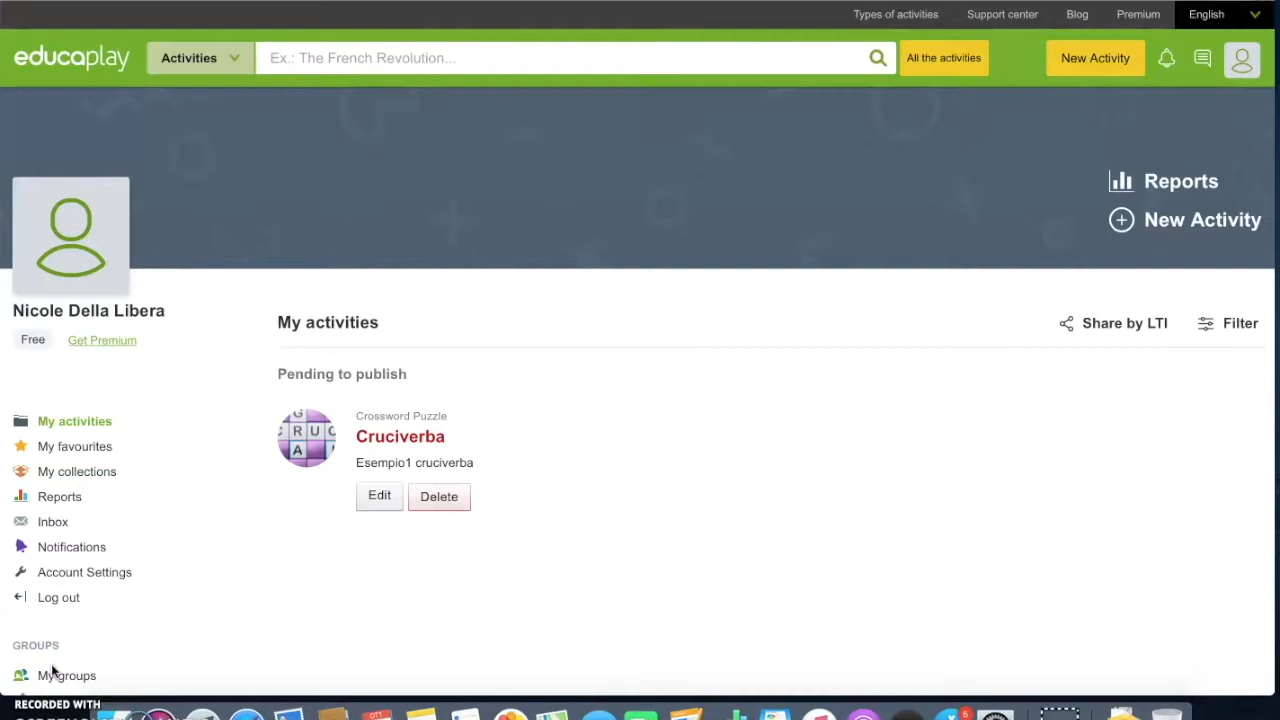 Types of activities Support center Blog Premium English
educaplay Activities Ex.: The French Revolution... All the activities New Activity
Reports
New Activity
Nicole Della Libera
Free Get Premium
My activities
Share by LTI Filter
Pending to publish
Crossword Puzzle
Cruciverba
Esempio1 cruciverba
Edit Delete
My activities
My favourites
My collections
Reports
Inbox
Notifications
Account Settings
Log out
GROUPS
My groups
RECORDED WITH